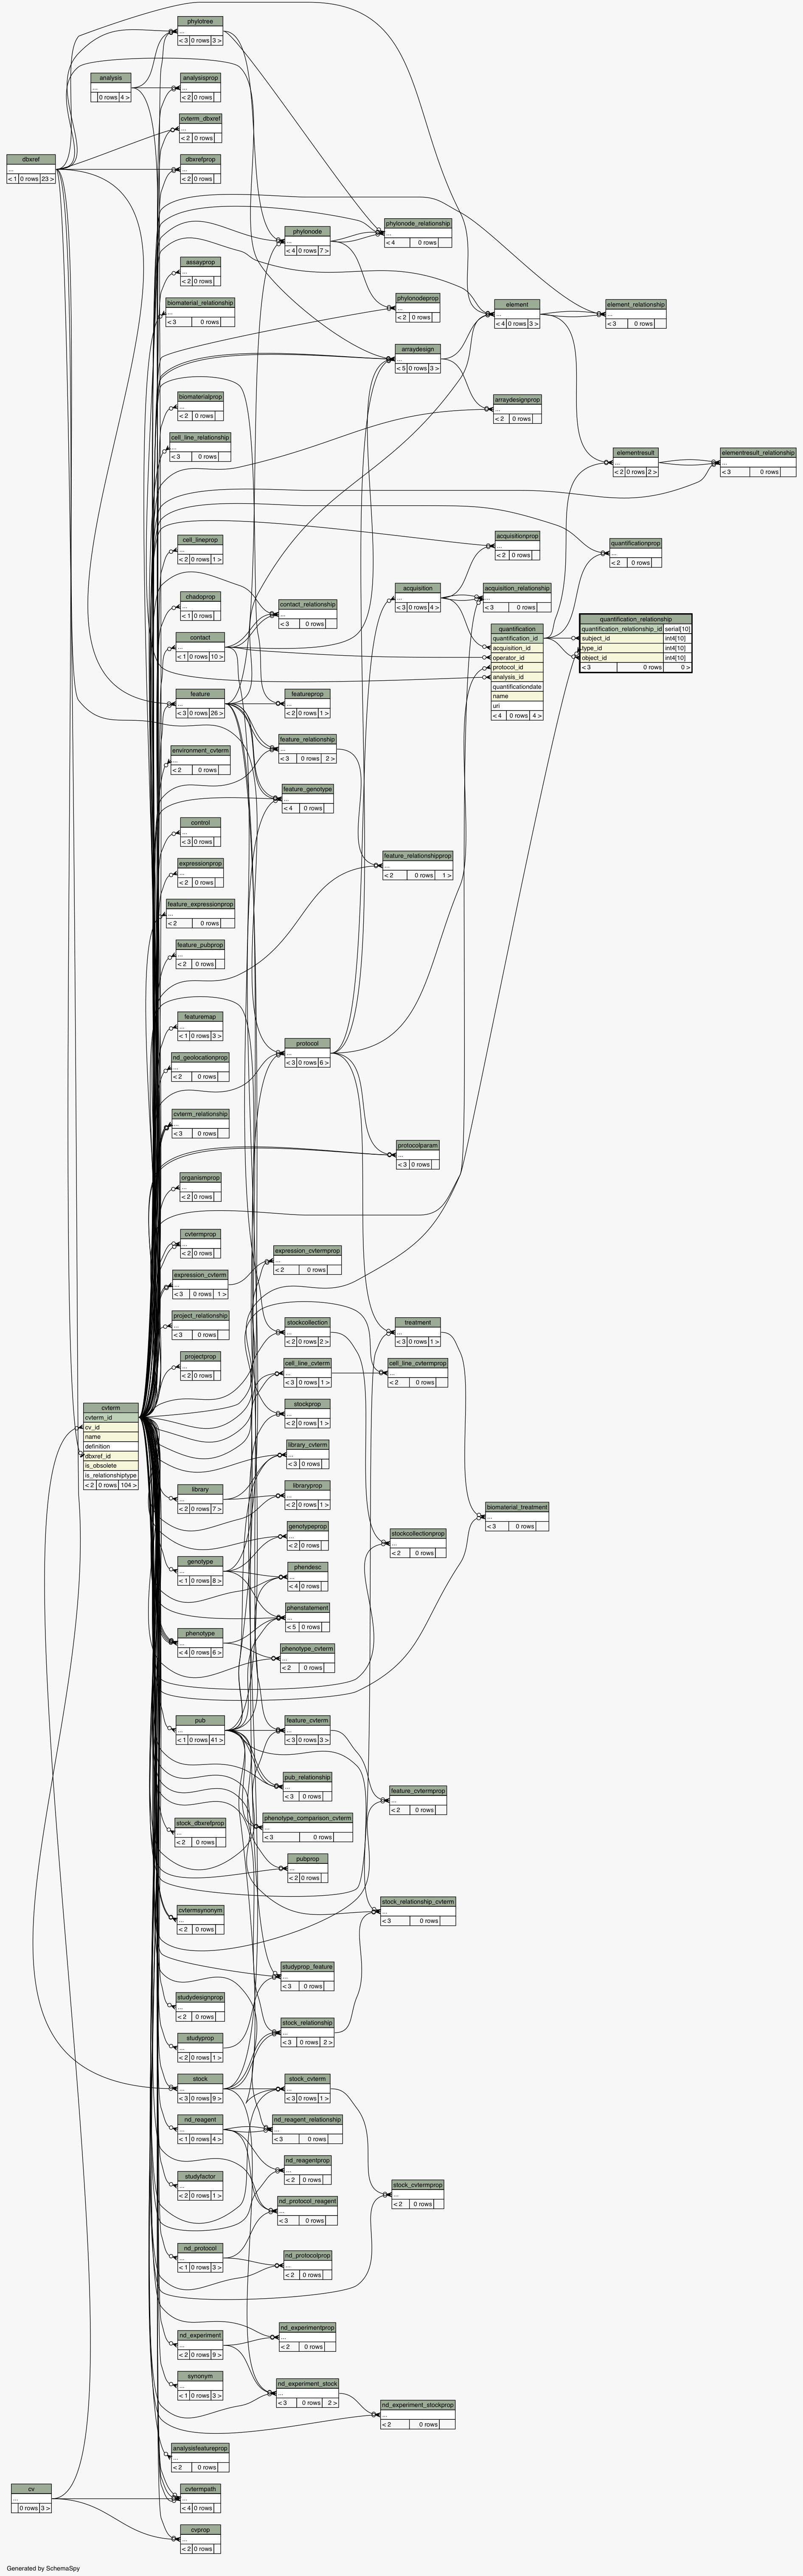 phylotree
...
< 3 0 rows 3 >
analysis
...
0 rows 4 >
analysisprop
...
< 2 0 rows
cvterm_dbxref
...
< 2 0 rows
dbxref
...
< 1 0 rows 23 >
dbxrefprop
...
< 2 0 rows
phylonode_relationship
...
< 4 0 rows
phylonode
...
< 4 0 rows 7 >
assayprop
...
< 2 0 rows
biomaterial_relationship
...
< 3 0 rows
phylonodeprop
...
< 2 0 rows
element
...
< 4 0 rows 3 >
element_relationship
...
< 3 0 rows
arraydesign
...
< 5 0 rows 3 >
biomaterialprop
...
< 2 0 rows
arraydesignprop
...
< 2 0 rows
cell_line_relationship
...
< 3 0 rows
elementresult
...
< 2 0 rows 2 >
elementresult_relationship
...
< 3 0 rows
cell_lineprop
...
< 2 0 rows 1 >
acquisitionprop
...
< 2 0 rows
quantificationprop
...
< 2 0 rows
chadoprop
...
< 1 0 rows
contact_relationship
...
< 3 0 rows
acquisition
...
< 3 0 rows 4 >
acquisition_relationship
...
< 3 0 rows
contact
...
< 1 0 rows 10 >
quantification
quantification_id
acquisition_id
operator_id
protocol_id
analysis_id
quantificationdate
name
uri
< 4 0 rows 4 >
quantification_relationship
quantification_relationship_id serial[10]
subject_id int4[10]
type_id int4[10]
object_id int4[10]
< 3 0 rows 0 >
feature
...
< 3 0 rows 26 >
featureprop
...
< 2 0 rows 1 >
environment_cvterm
...
< 2 0 rows
feature_relationship
...
< 3 0 rows 2 >
feature_genotype
...
< 4 0 rows
control
...
< 3 0 rows
expressionprop
...
< 2 0 rows
feature_relationshipprop
...
< 2 0 rows 1 >
feature_expressionprop
...
< 2 0 rows
feature_pubprop
...
< 2 0 rows
featuremap
...
< 1 0 rows 3 >
nd_geolocationprop
...
< 2 0 rows
protocol
...
< 3 0 rows 6 >
cvterm_relationship
...
< 3 0 rows
protocolparam
...
< 3 0 rows
organismprop
...
< 2 0 rows
cvtermprop
...
< 2 0 rows
expression_cvtermprop
...
< 2 0 rows
expression_cvterm
...
< 3 0 rows 1 >
project_relationship
...
< 3 0 rows
stockcollection
...
< 2 0 rows 2 >
treatment
...
< 3 0 rows 1 >
projectprop
...
< 2 0 rows
cell_line_cvterm
...
< 3 0 rows 1 >
cell_line_cvtermprop
...
< 2 0 rows
cvterm
cvterm_id
cv_id
name
definition
dbxref_id
is_obsolete
is_relationshiptype
< 2 0 rows 104 >
stockprop
...
< 2 0 rows 1 >
library_cvterm
...
< 3 0 rows
library
...
< 2 0 rows 7 >
libraryprop
...
< 2 0 rows 1 >
biomaterial_treatment
...
< 3 0 rows
genotypeprop
...
< 2 0 rows
stockcollectionprop
...
< 2 0 rows
genotype
...
< 1 0 rows 8 >
phendesc
...
< 4 0 rows
phenstatement
...
< 5 0 rows
phenotype
...
< 4 0 rows 6 >
phenotype_cvterm
...
< 2 0 rows
pub
...
< 1 0 rows 41 >
feature_cvterm
...
< 3 0 rows 3 >
pub_relationship
...
< 3 0 rows
feature_cvtermprop
...
< 2 0 rows
stock_dbxrefprop
...
< 2 0 rows
phenotype_comparison_cvterm
...
< 3 0 rows
pubprop
...
< 2 0 rows
cvtermsynonym
...
< 2 0 rows
stock_relationship_cvterm
...
< 3 0 rows
studyprop_feature
...
< 3 0 rows
studydesignprop
...
< 2 0 rows
stock_relationship
...
< 3 0 rows 2 >
studyprop
...
< 2 0 rows 1 >
stock
...
< 3 0 rows 9 >
stock_cvterm
...
< 3 0 rows 1 >
nd_reagent
...
< 1 0 rows 4 >
nd_reagent_relationship
...
< 3 0 rows
studyfactor
...
< 2 0 rows 1 >
nd_reagentprop
...
< 2 0 rows
stock_cvtermprop
...
< 2 0 rows
nd_protocol_reagent
...
< 3 0 rows
nd_protocol
...
< 1 0 rows 3 >
nd_protocolprop
...
< 2 0 rows
nd_experimentprop
...
< 2 0 rows
nd_experiment
...
< 2 0 rows 9 >
synonym
...
< 1 0 rows 3 >
nd_experiment_stock
...
< 3 0 rows 2 >
nd_experiment_stockprop
...
< 2 0 rows
analysisfeatureprop
...
< 2 0 rows
cv
...
0 rows 3 >
cvtermpath
...
< 4 0 rows
cvprop
...
< 2 0 rows
Generated by SchemaSpy